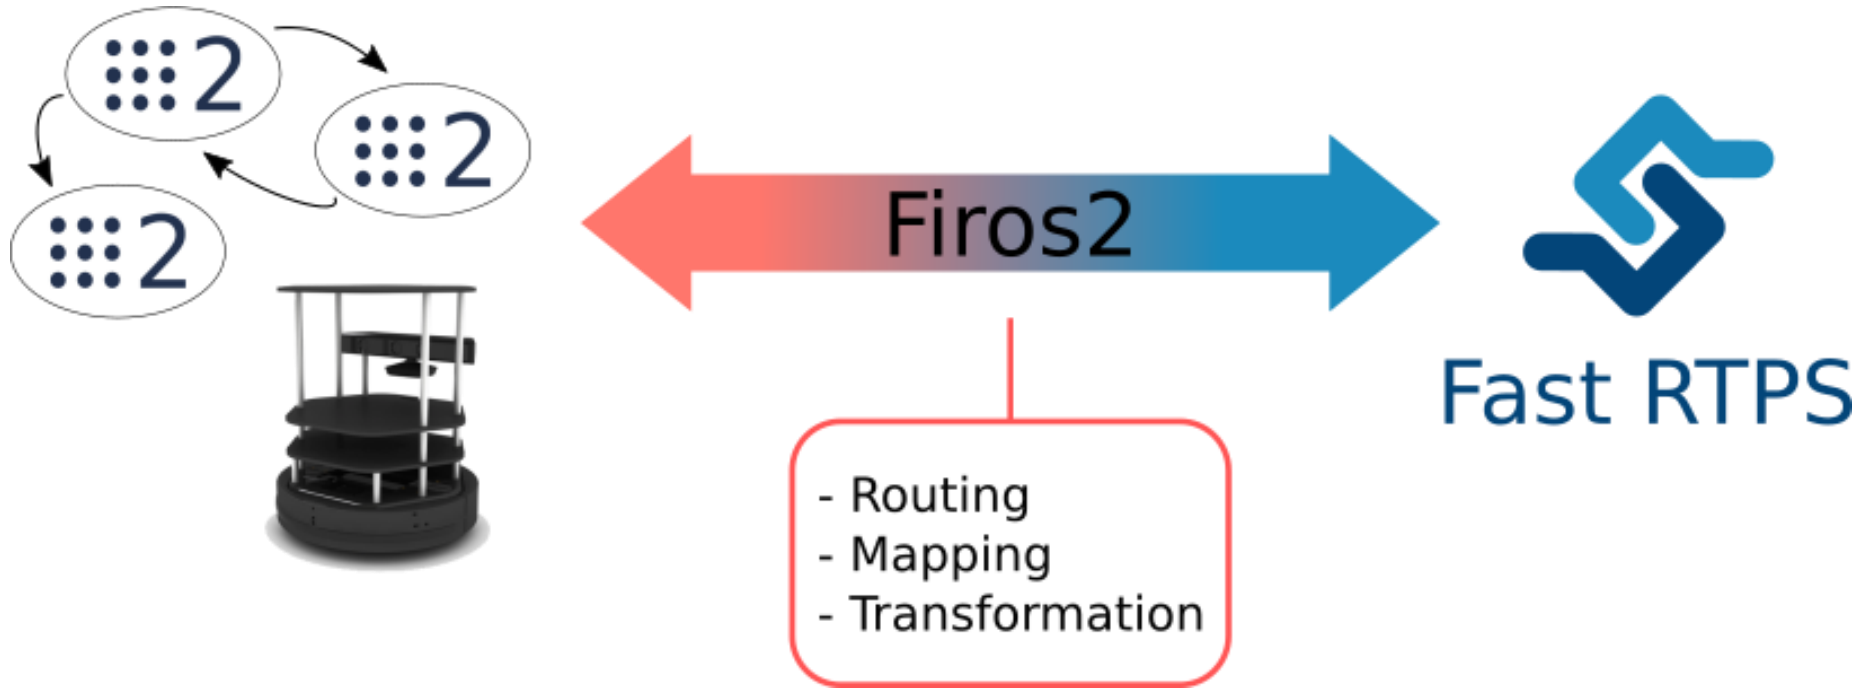 2
2
2
Firos2
Fast RTPS
- Routing
- Mapping
- Transformation